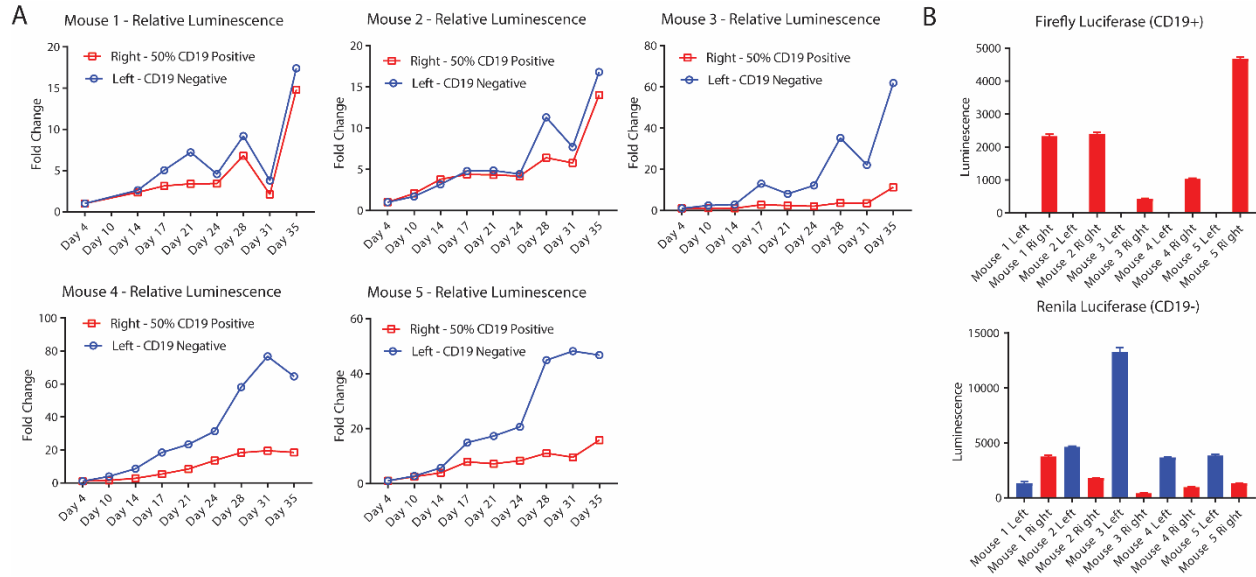 A
Mouse 1 - Relative Luminescence
20
15
10
5
0
Fold Change
Right - 50% CD19 Positive
Left - CD19 Negative
Day 4
Day 10
Day 14
Day 17
Day 21
Day 24
Day 28
Day 31
Day 35
Mouse 2 - Relative Luminescence
20
15
10
5
0
Fold Change
Right - 50% CD19 Positive
Left - CD19 Negative
Day 4
Day 10
Day 14
Day 17
Day 21
Day 24
Day 28
Day 31
Day 35
Mouse 3 - Relative Luminescence
80
60
40
20
0
Fold Change
Right - 50% CD19 Positive
Left - CD19 Negative
Day 4
Day 10
Day 14
Day 17
Day 21
Day 24
Day 28
Day 31
Day 35
Mouse 4 - Relative Luminescence
100
80
60
40
20
0
Fold Change
Right - 50% CD19 Positive
Left - CD19 Negative
Day 4
Day 10
Day 14
Day 17
Day 21
Day 24
Day 28
Day 31
Day 35
Mouse 5 - Relative Luminescence
60
40
20
0
Fold Change
Right - 50% CD19 Positive
Left - CD19 Negative
Day 4
Day 10
Day 14
Day 17
Day 21
Day 24
Day 28
Day 31
Day 35
B
Firefly Luciferase (CD19+)
5000
4000
3000
2000
1000
0
Luminescence
Mouse 1 Left
Mouse 1 Right
Mouse 2 Left
Mouse 2 Right
Mouse 3 Left
Mouse 3 Right
Mouse 4 Left
Mouse 4 Right
Mouse 5 Left
Mouse 5 Right
Renila Luciferase (CD19-)
15000
10000
5000
0
Luminescence
Mouse 1 Left
Mouse 1 Right
Mouse 2 Left
Mouse 2 Right
Mouse 3 Left
Mouse 3 Right
Mouse 4 Left
Mouse 4 Right
Mouse 5 Left
Mouse 5 Right